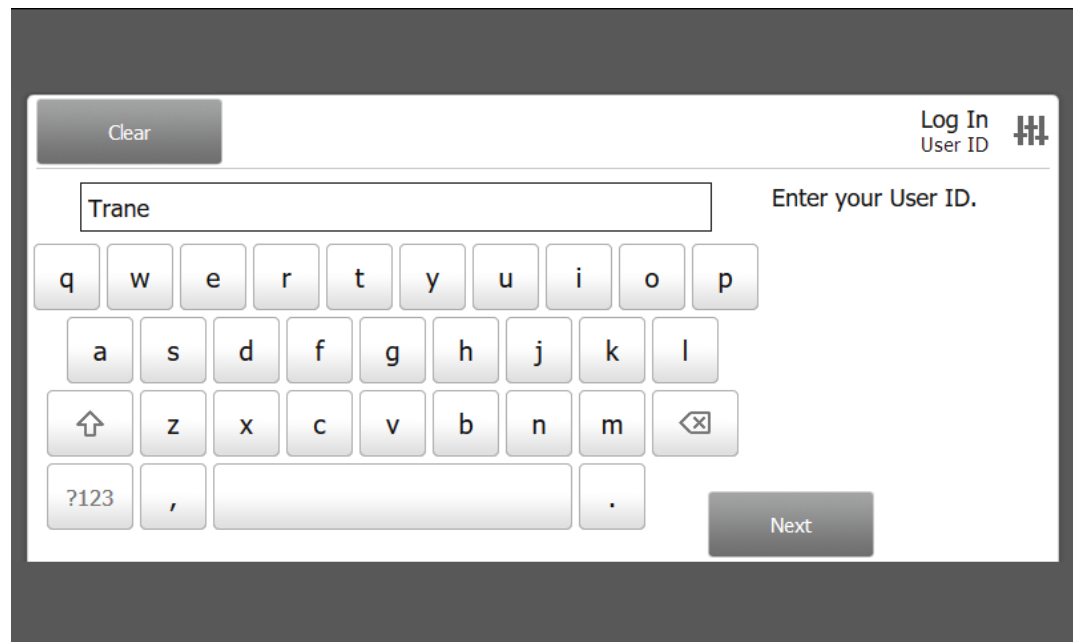 Clear
Log In
User ID
Trane
Enter your User ID.
q w e r t y u i o p
a s d f g h j k l
z x c v b n m
?123 , .
Next